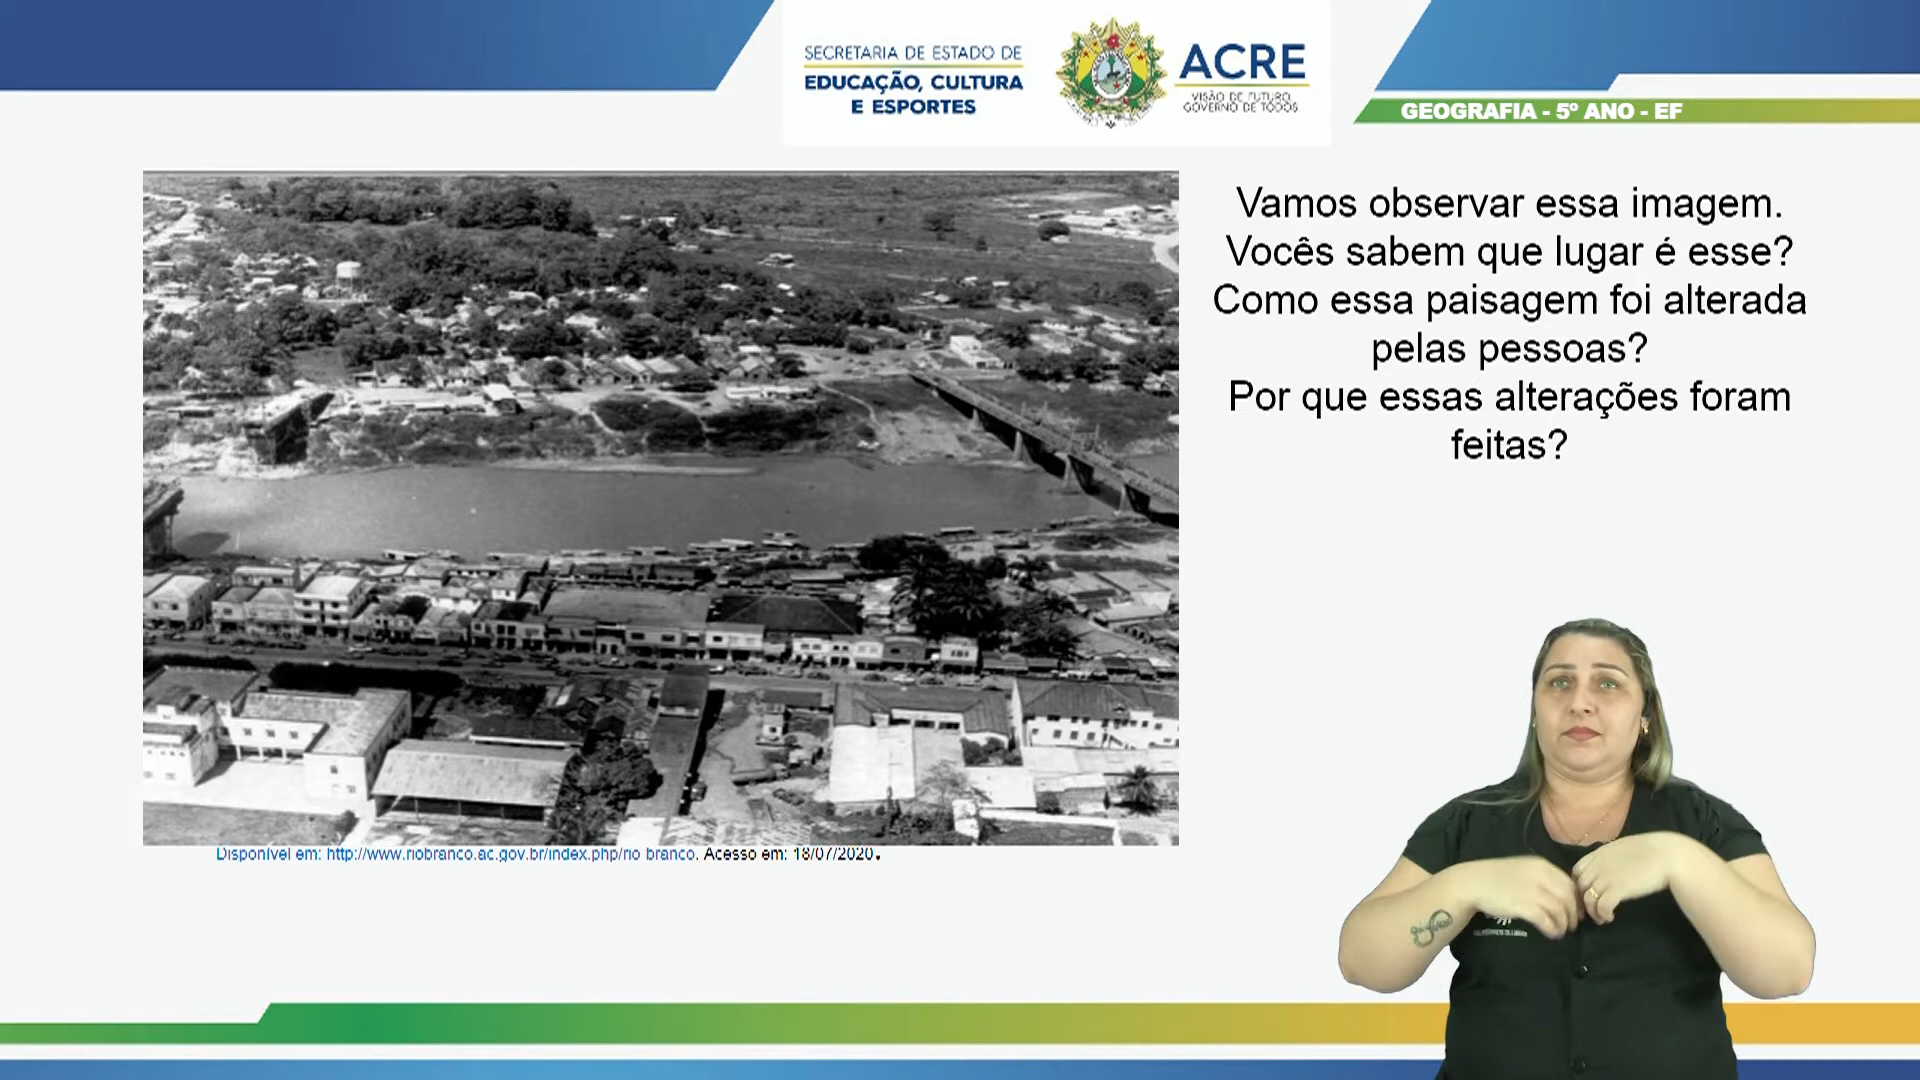 SECRETARIA DE ESTADO DE
EDUCAÇÃO, CULTURA
E ESPORTES
ACRE
VISÃO DE FUTURO,
GOVERNO DE TODOS
GEOGRAFIA - 5º ANO - EF
Vamos observar essa imagem.
Vocês sabem que lugar é esse?
Como essa paisagem foi alterada
pelas pessoas?
Por que essas alterações foram
feitas?
Disponível em: http://www.riobranco.ac.gov.br/index.php/rio branco. Acesso em: 18/07/2020.